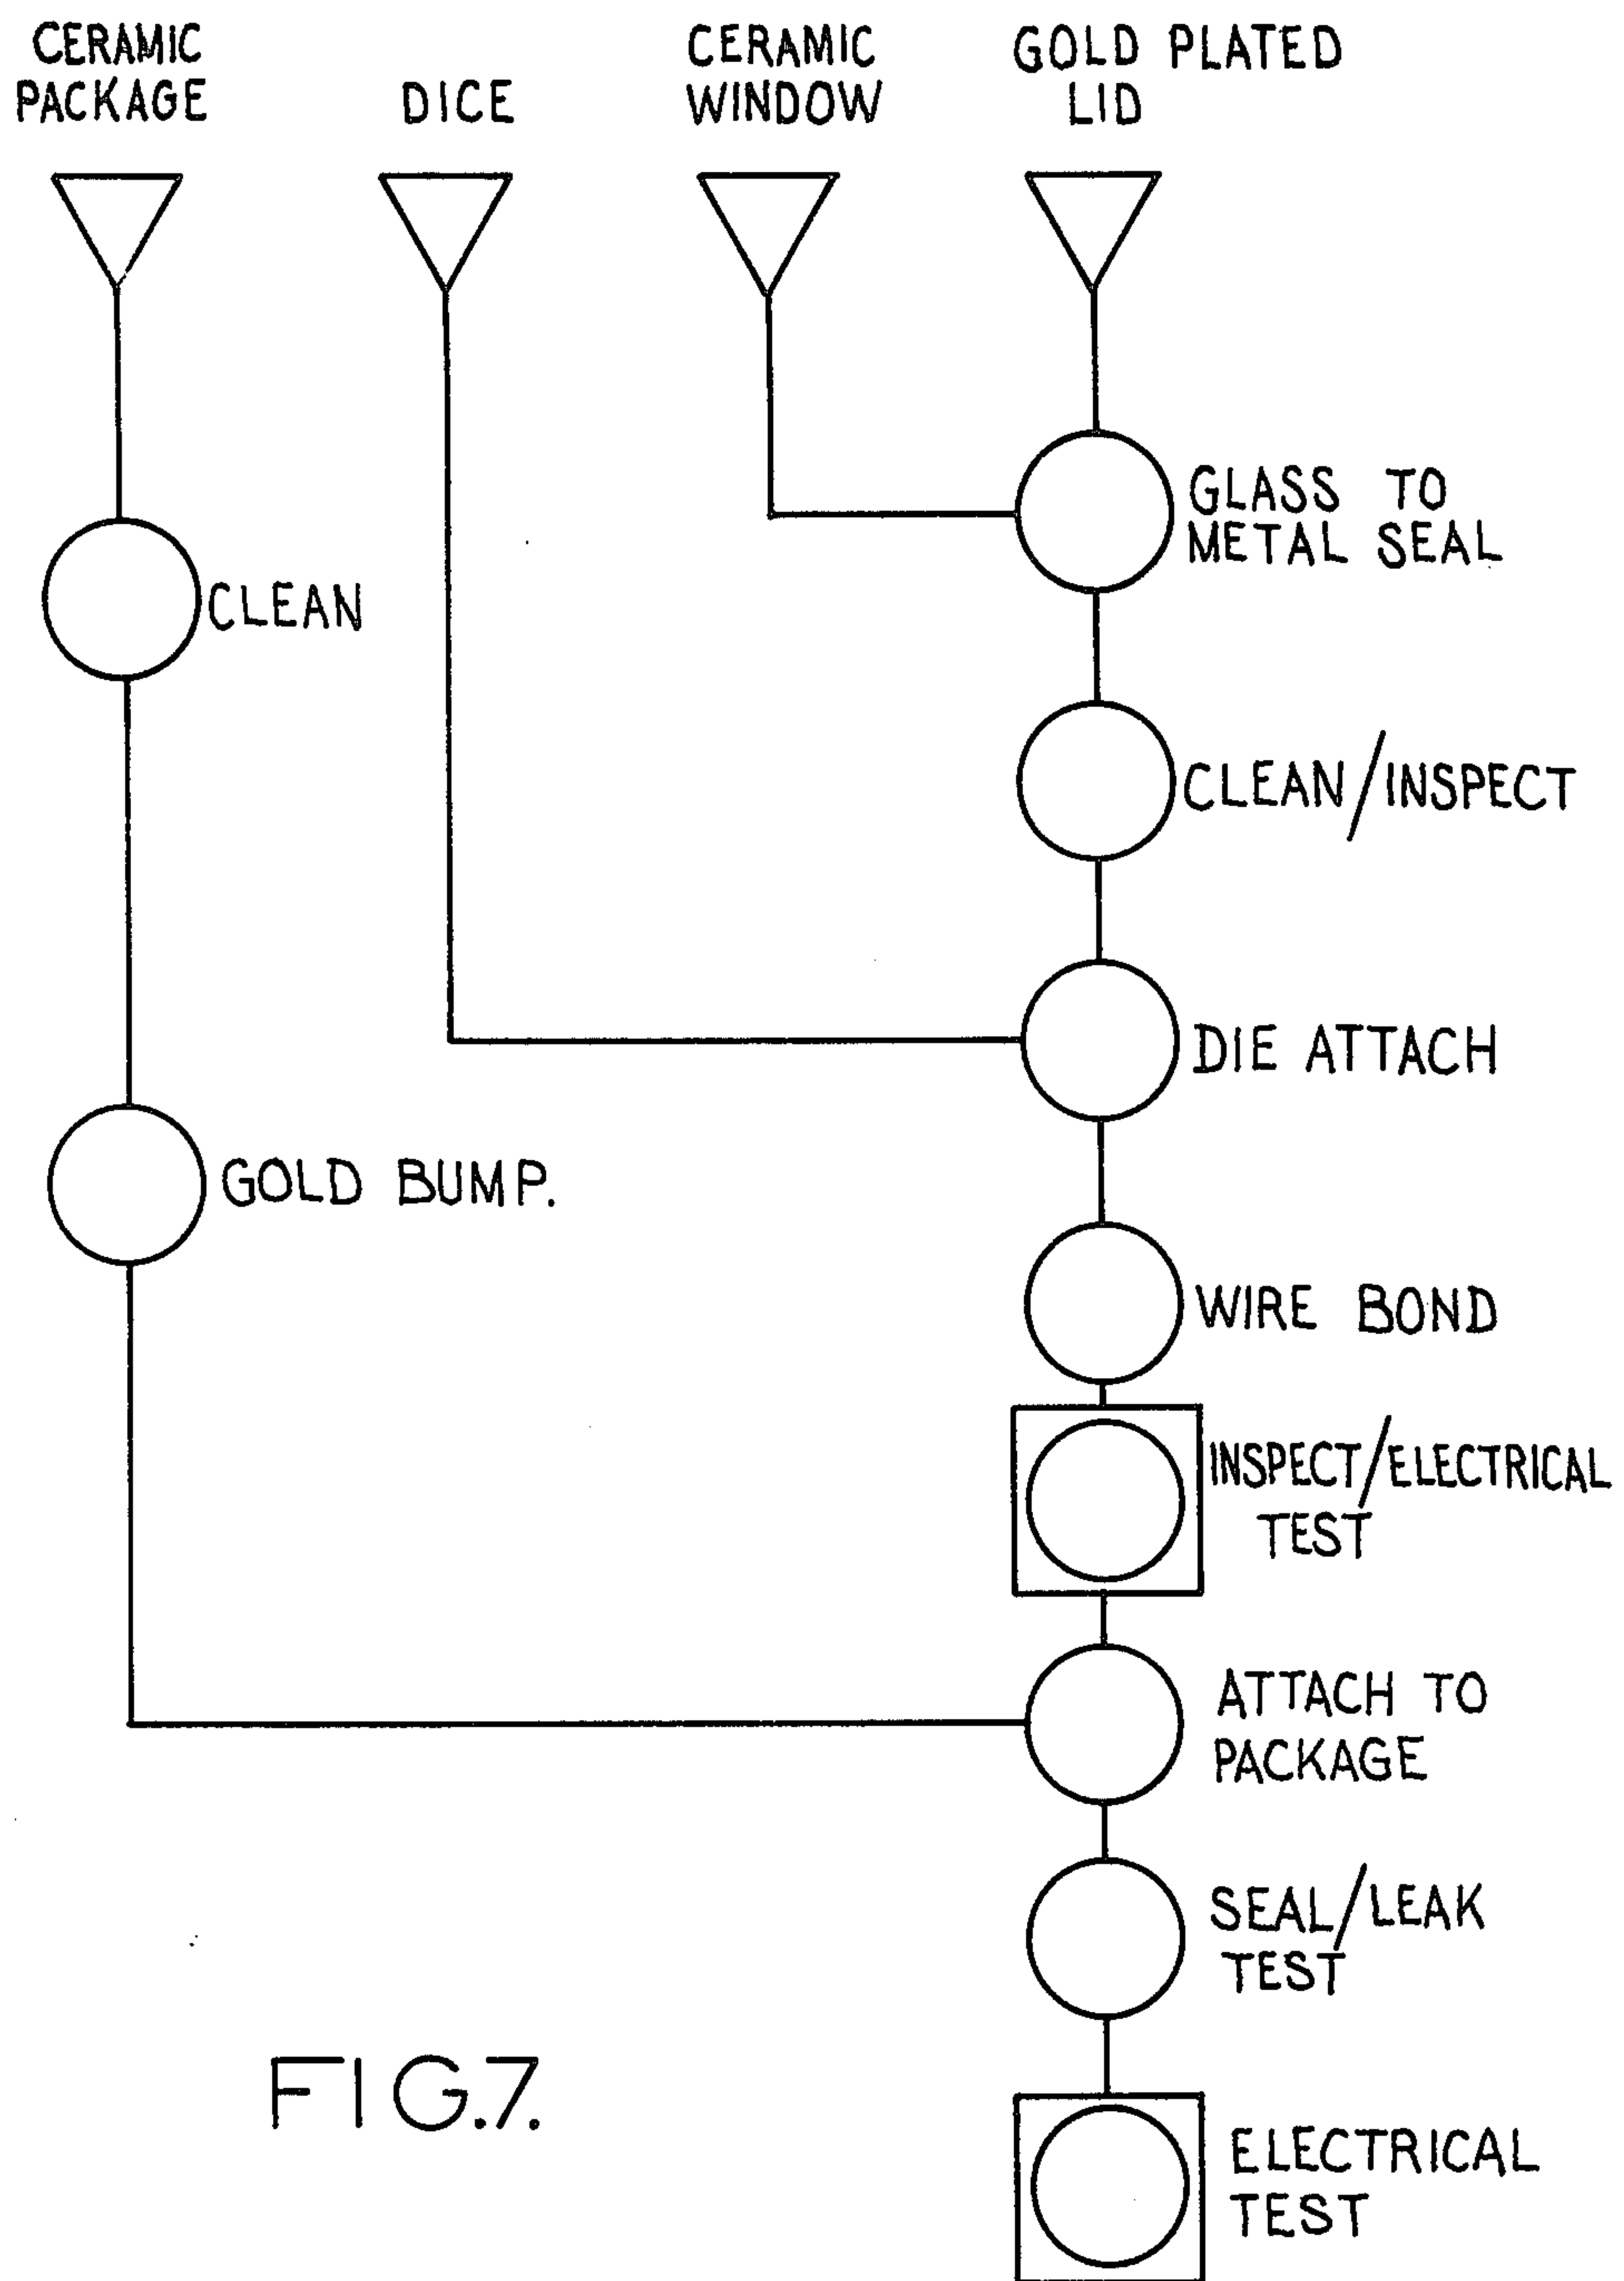 CERAMIC
PACKAGE
DICE
CERAMIC
WINDOW
GOLD PLATED
LID
GLASS TO
METAL SEAL
CLEAN
CLEAN/INSPECT
DIE ATTACH
GOLD BUMP.
WIRE BOND
INSPECT/ELECTRICAL
TEST
ATTACH TO
PACKAGE
SEAL/LEAK
TEST
FIG.7.
ELECTRICAL
TEST